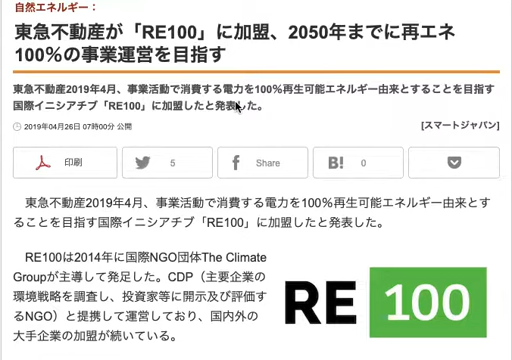 自然エネルギー：
東急不動産が「RE100」に加盟、2050年までに再エネ
100％の事業運営を目指す
東急不動産2019年4月、事業活動で消費する電力を100％再生可能エネルギー由来とすることを目指す
国際イニシアチブ「RE100」に加盟したと発表した。
2019年04月26日 07時00分 公開
[スマートジャパン]
印刷
5
Share
B! 0
東急不動産2019年4月、事業活動で消費する電力を100％再生可能エネルギー由来とす
ることを目指す国際イニシアチブ「RE100」に加盟したと発表した。
RE100は2014年に国際NGO団体The Climate
Groupが主導して発足した。CDP（主要企業の
環境戦略を調査し、投資家等に開示及び評価す
るNGO）と提携して運営しており、国内外の
大手企業の加盟が続いている。
RE 100